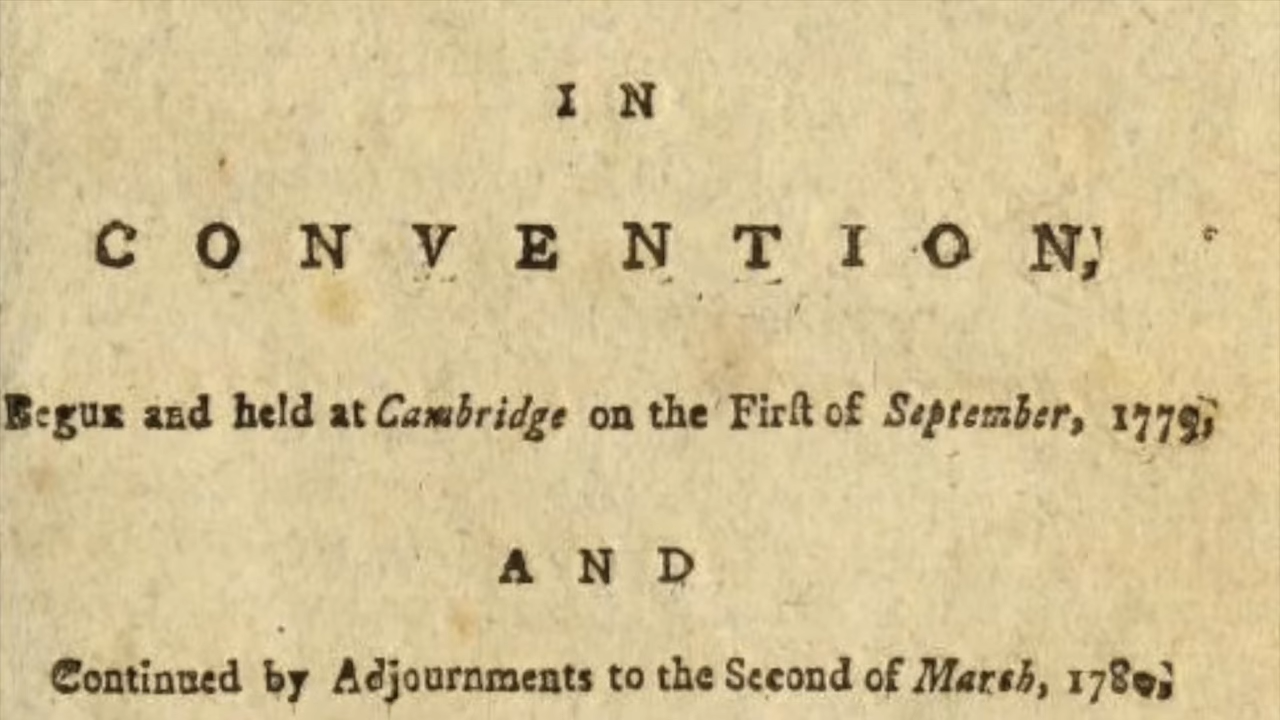 IN
CONVENTION,
Begun and held at Cambridge on the Firſt of September, 1779;
AND
Continued by Adjournments to the Second of March, 1780;